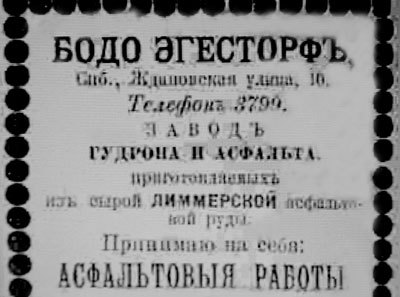 БОДО ЭГЕСТОРФЪ,
Спб., Ждановская улица, 10.
Телефонъ 3799.
ЗАВОДЪ
ГУДРОНА И АСФАЛЬТА,
приготовляемыхъ
изъ сырой ЛИММЕРСКОЙ асфальто-
вой руды.
Принимаю на себя:
АСФАЛЬТОВЫЯ РАБОТЫ